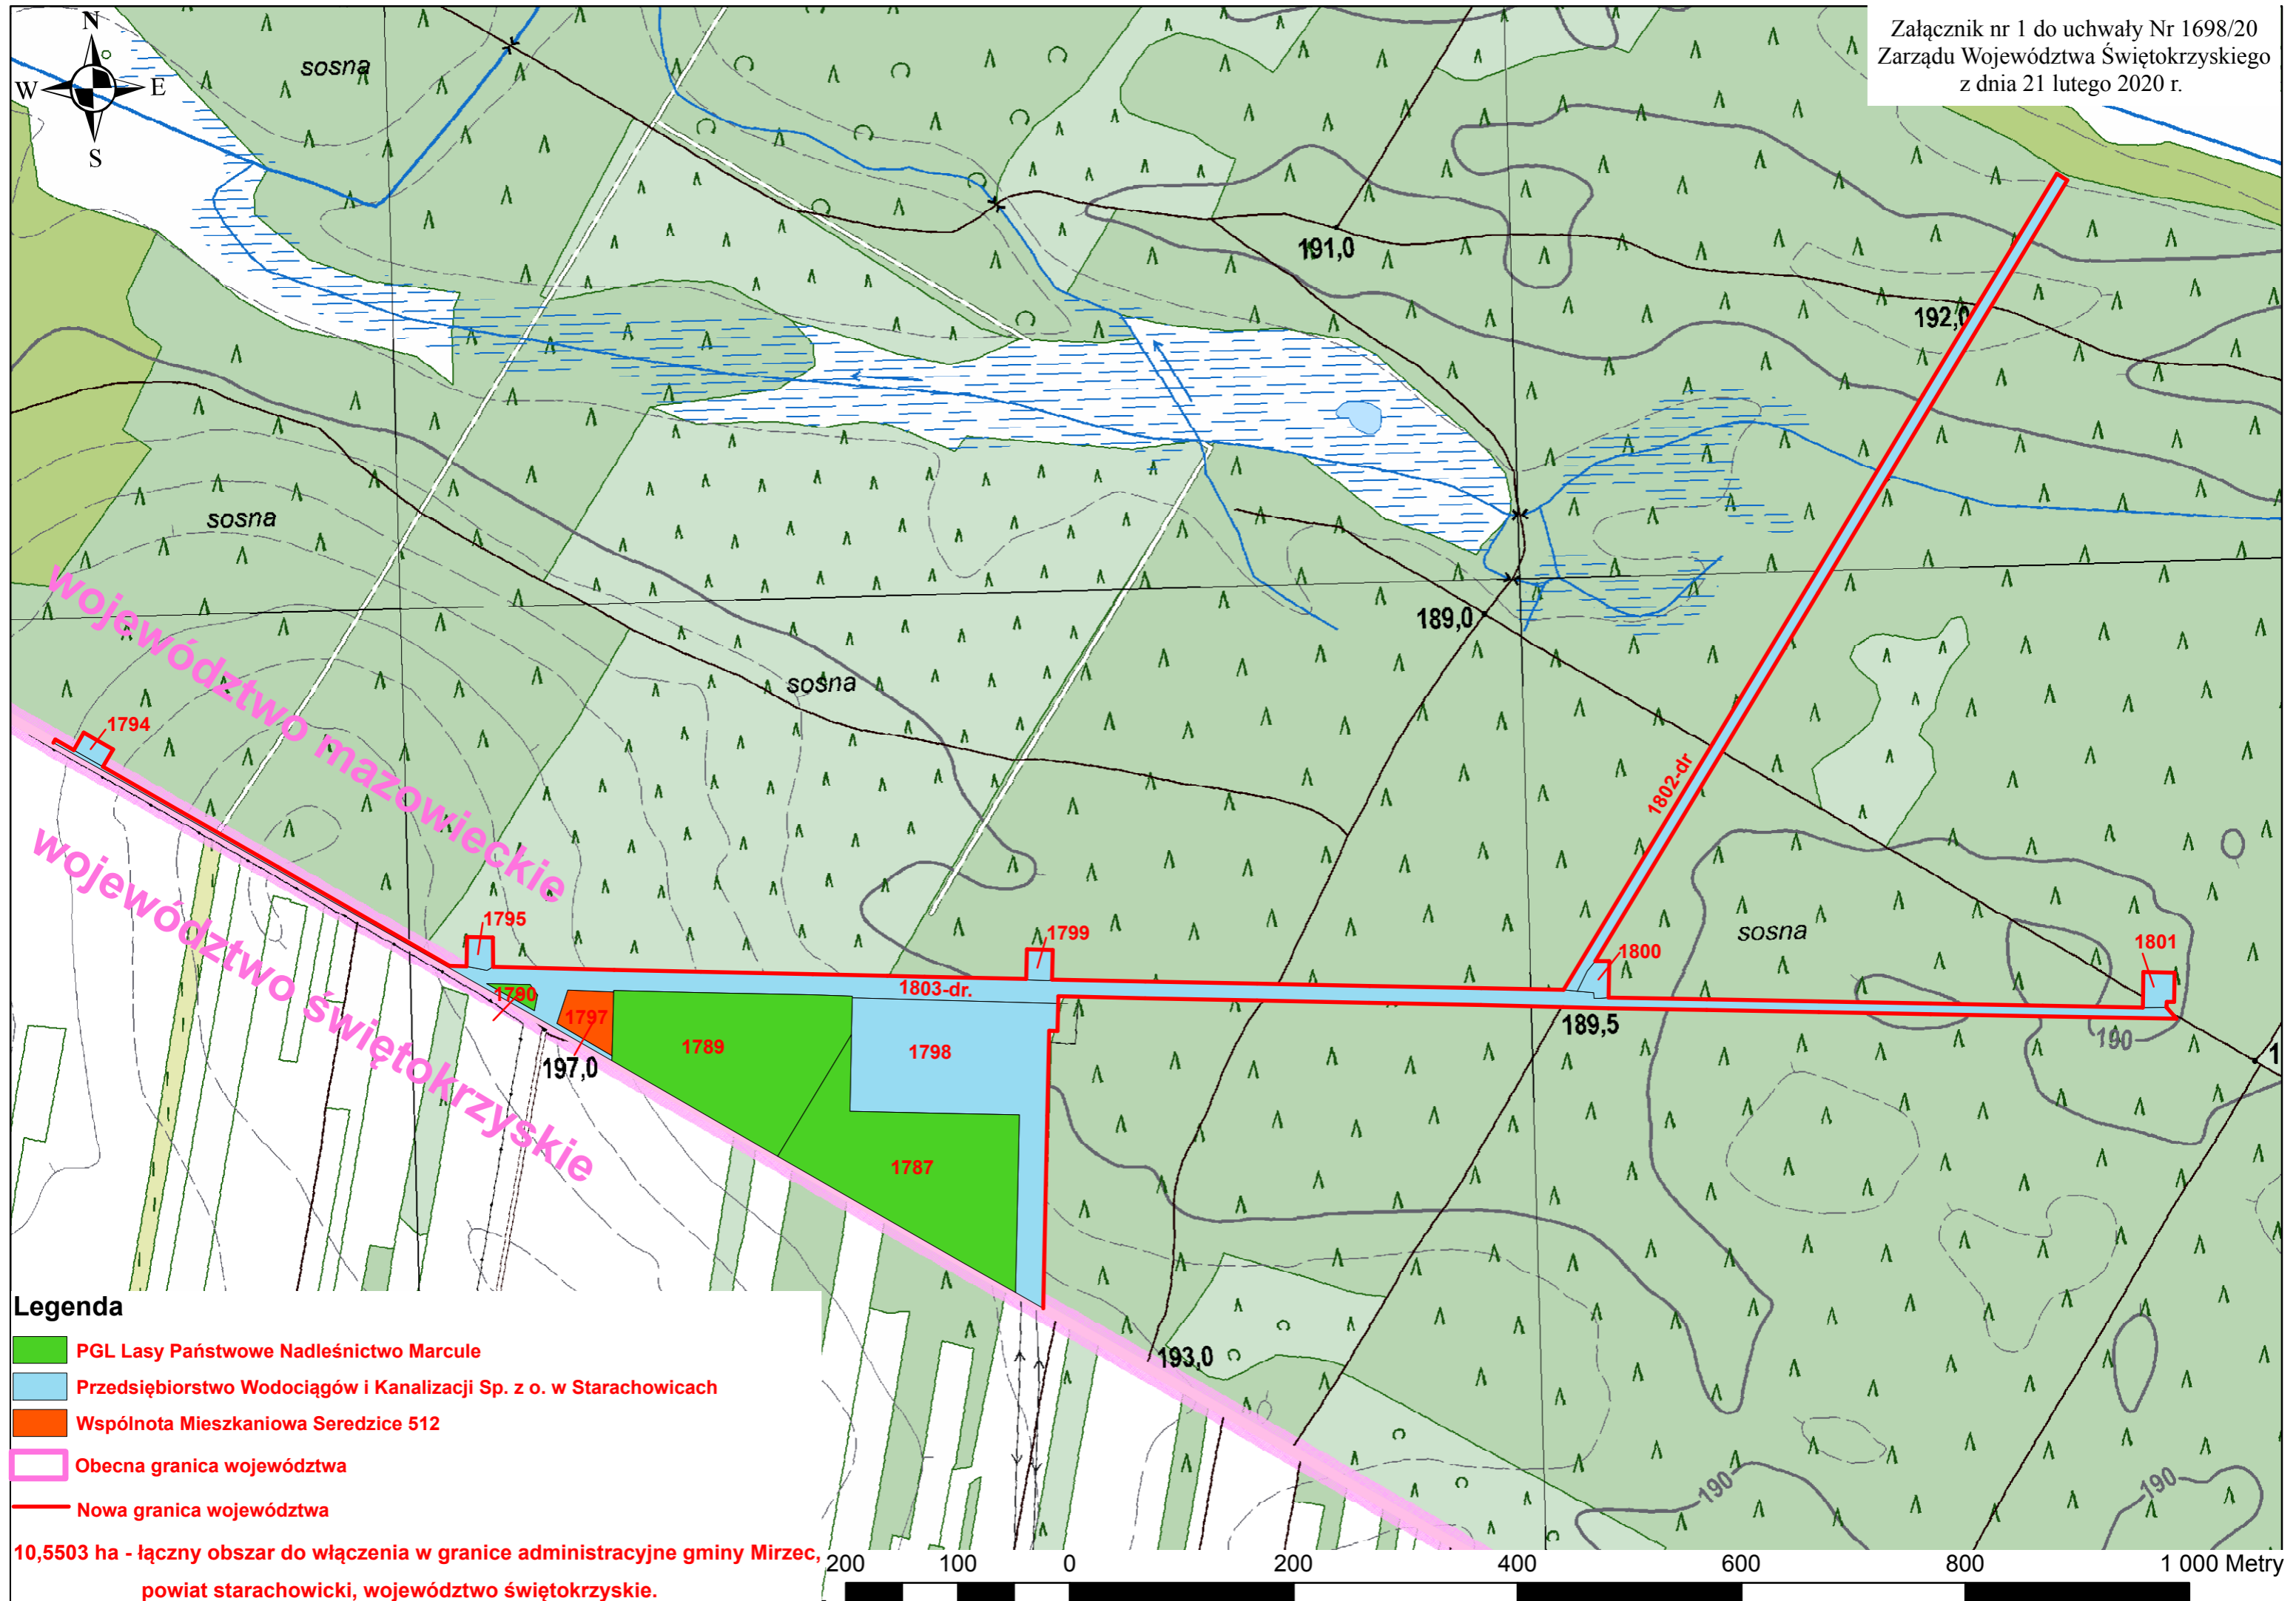 Załącznik nr 1 do uchwały Nr 1698/20
Zarządu Województwa Świętokrzyskiego
z dnia 21 lutego 2020 r.
N
W E
S
sosna
191,0
192,0
sosna
189,0
sosna
województwo mazowieckie
województwo świętokrzyskie
1794
1802-dr
1795
1799
sosna
1800
1801
1803-dr.
1790
1797
1789
1798
189,5
190
197,0
1
1787
193,0
190
190
Legenda
PGL Lasy Państwowe Nadleśnictwo Marcule
Przedsiębiorstwo Wodociągów i Kanalizacji Sp. z o. w Starachowicach
Wspólnota Mieszkaniowa Seredzice 512
Obecna granica województwa
Nowa granica województwa
10,5503 ha - łączny obszar do włączenia w granice administracyjne gminy Mirzec,
powiat starachowicki, województwo świętokrzyskie.
200 100 0 200 400 600 800 1 000 Metry